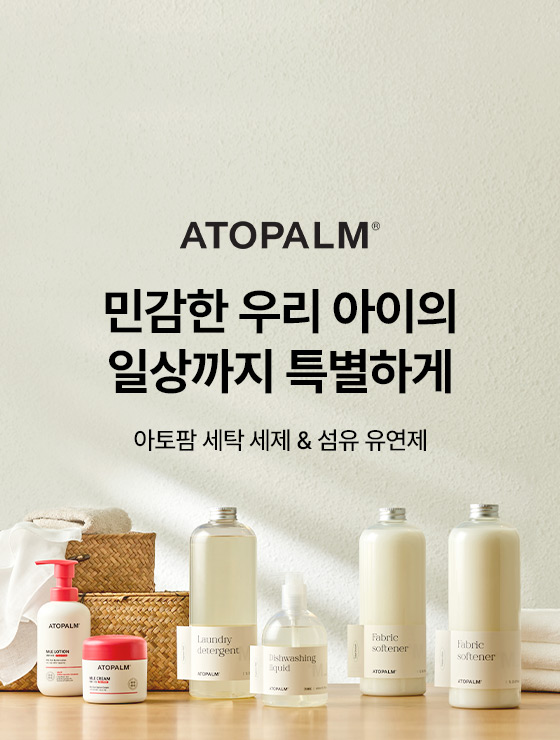 ATOPALM®
민감한 우리 아이의
일상까지 특별하게
아토팜 세탁 세제 & 섬유 유연제
ATOPALM
MLE LOTION
ATOPALM
MLE CREAM
Laundry
detergent
ATOPALM
Dishwashing
liquid
ATOPALM
Fabric
softener
ATOPALM
Fabric
softener
ATOPALM